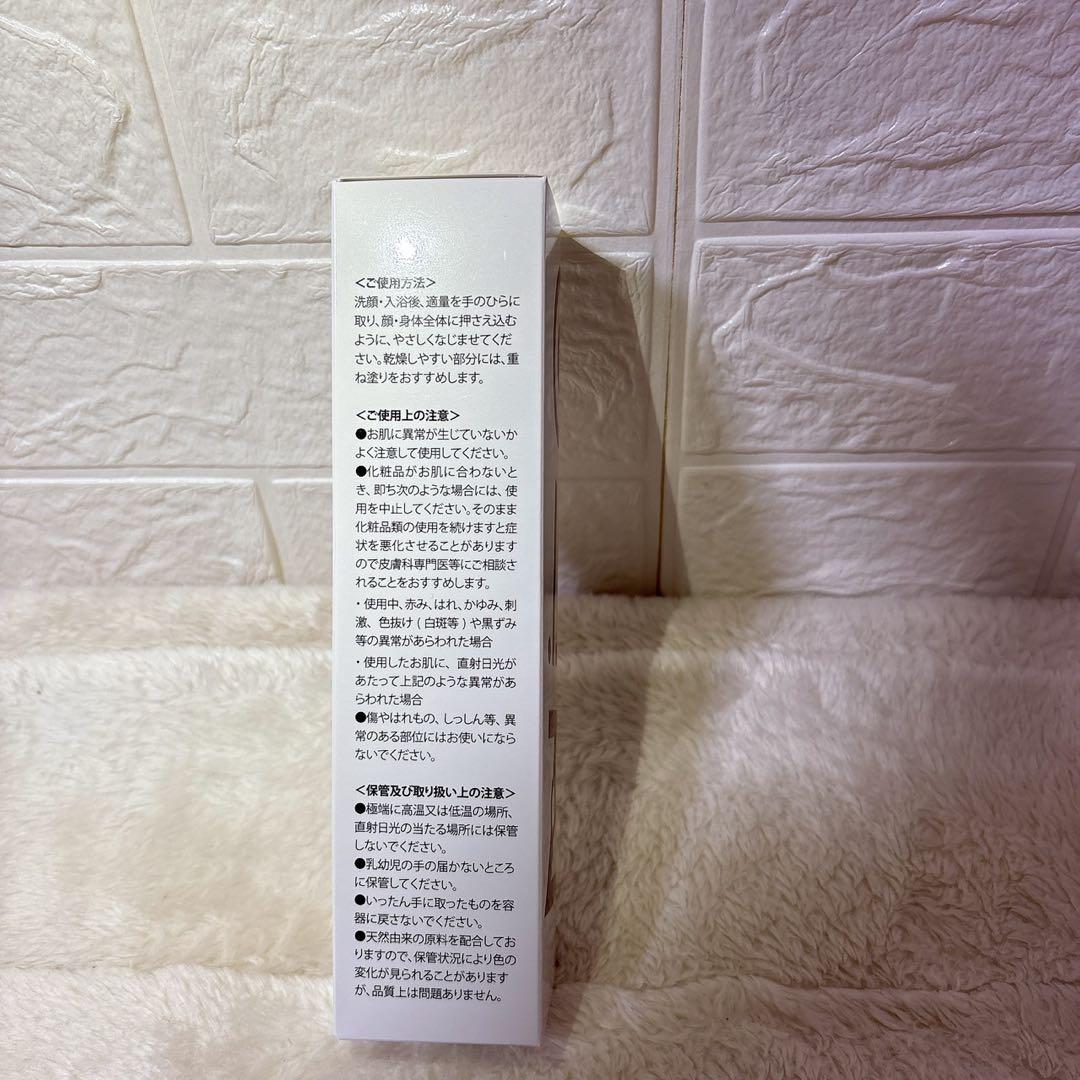 <ご使用方法>
洗顔・入浴後、適量を手のひらに
取り、顔・身体全体に押さえ込む
ように、やさしくなじませてくだ
さい。乾燥しやすい部分には、重
ね塗りをおすすめします。
<ご使用上の注意>
●お肌に異常が生じていないか
よく注意して使用してください。
●化粧品がお肌に合わないと
き、即ち次のような場合には、使
用を中止してください。そのまま
化粧品類の使用を続けますと症
状を悪化させることがあります
ので皮膚科専門医等にご相談さ
れることをおすすめします。
・使用中、赤み、はれ、かゆみ、刺
激、色抜け(白斑等)や黒ずみ
等の異常があらわれた場合
・使用したお肌に、直射日光が
あたって上記のような異常があ
らわれた場合
●傷やはれもの、しっしん等、異
常のある部位にはお使いになら
ないでください。
<保管及び取り扱い上の注意>
●極端に高温又は低温の場所、
直射日光の当たる場所には保管
しないでください。
●乳幼児の手の届かないところ
に保管してください。
●いったん手に取ったものを容
器に戻さないでください。
●天然由来の原料を配合してお
りますので、保管状況により色の
変化が見られることがあります
が、品質上は問題ありません。